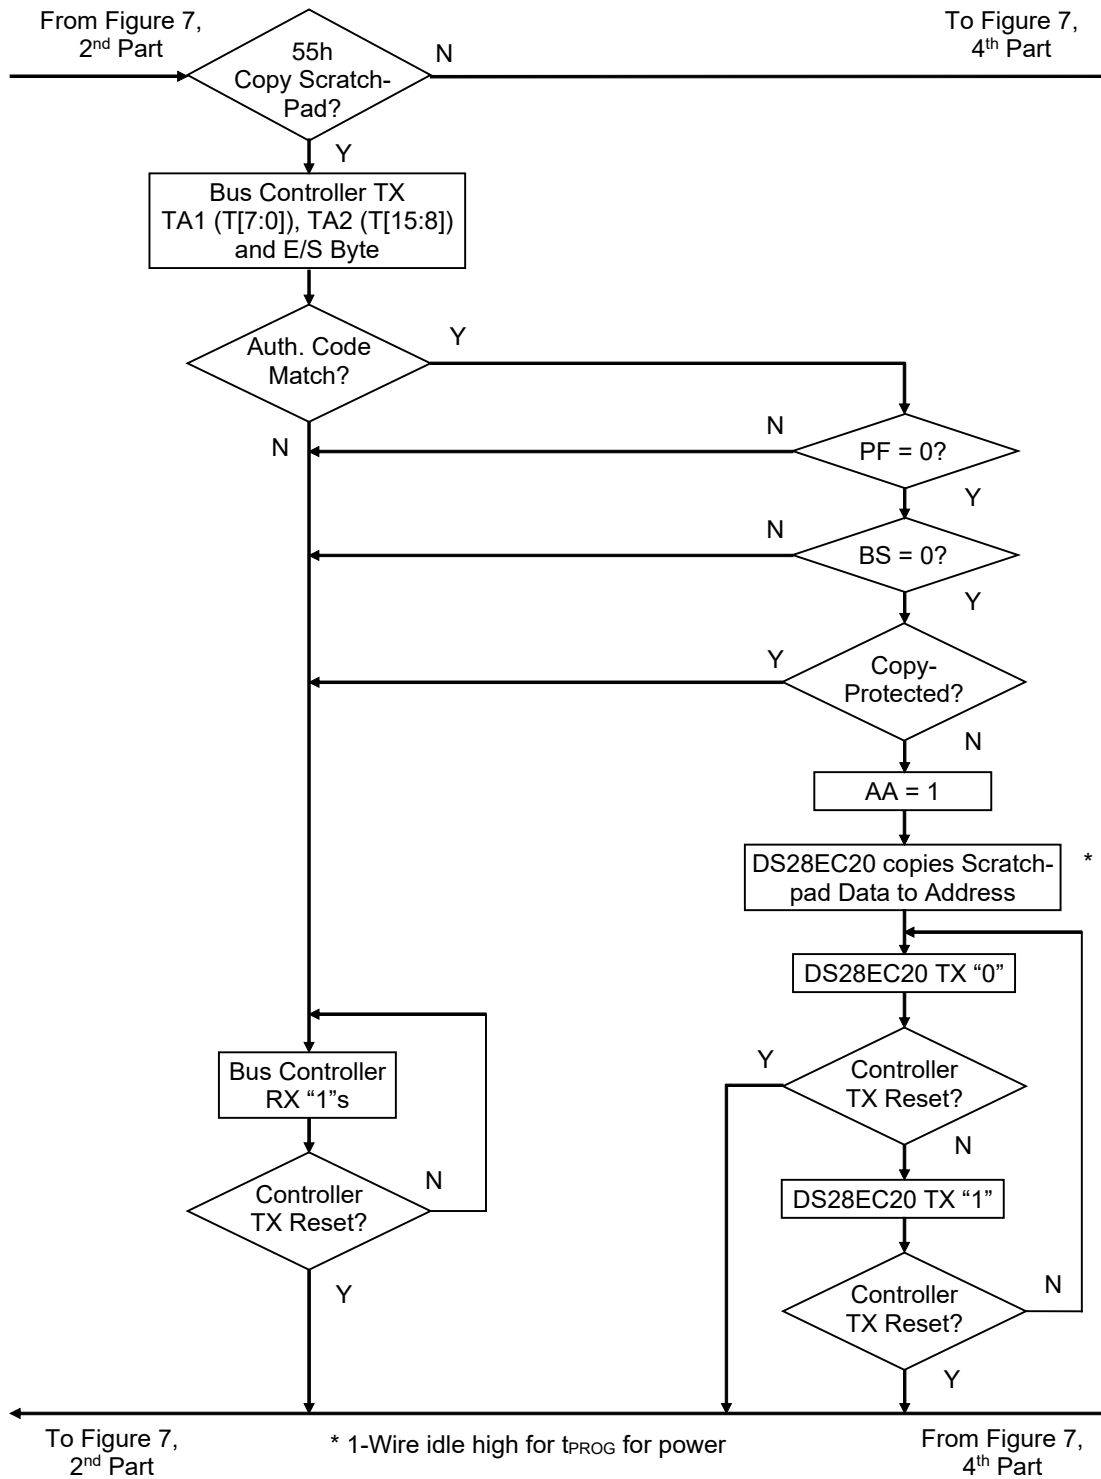 From Figure 7,
2nd Part
To Figure 7,
4th Part
55h
Copy Scratch-
Pad?
N
Y
Bus Controller TX
TA1 (T[7:0]), TA2 (T[15:8])
and E/S Byte
Auth. Code
Match?
Y
N
N
PF = 0?
Y
N
BS = 0?
Y
Y
Copy-
Protected?
N
AA = 1
DS28EC20 copies Scratch-
pad Data to Address
*
DS28EC20 TX “0”
Bus Controller
RX “1”s
Y
Controller
TX Reset?
N
Controller
TX Reset?
N
Y
DS28EC20 TX “1”
Controller
TX Reset?
N
Y
To Figure 7,
2nd Part
* 1-Wire idle high for tPROG for power
From Figure 7,
4th Part